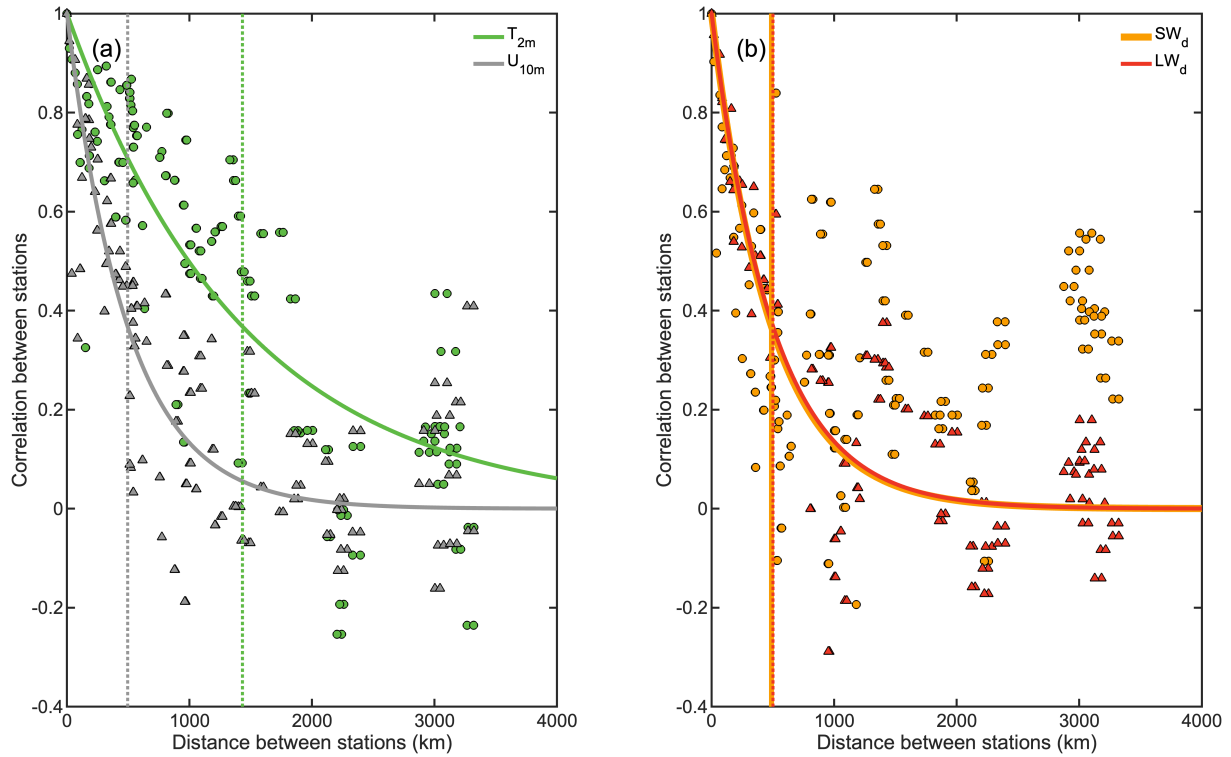 (a)
T2m
U10m
1
0.8
0.6
0.4
0.2
0
-0.2
-0.4
0
1000
2000
3000
4000
Correlation between stations
Distance between stations (km)
(b)
SWd
LWd
1
0.8
0.6
0.4
0.2
0
-0.2
-0.4
0
1000
2000
3000
4000
Correlation between stations
Distance between stations (km)